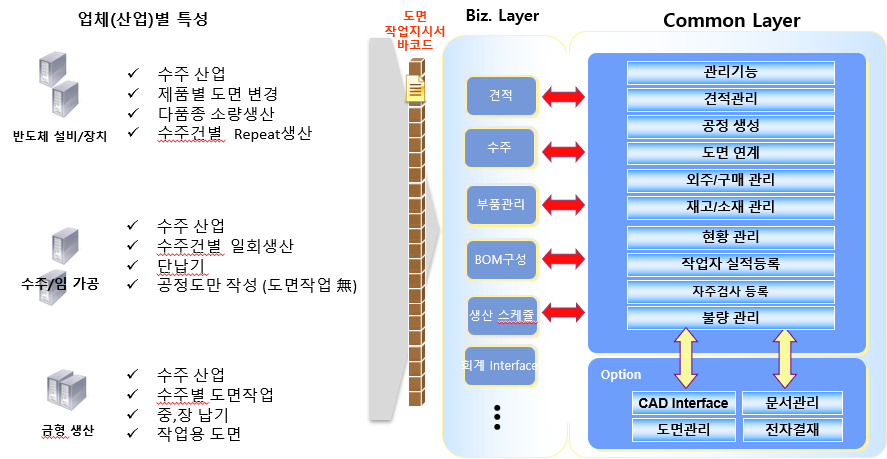 업체(산업)별 특성
수주 산업
제품별 도면 변경
다품종 소량생산
수주건별 Repeat생산
반도체 설비/장치
수주 산업
수주건별 일회생산
단납기
공정도만 작성 (도면작업 無)
수주/임 가공
수주 산업
수주별 도면작업
중,장 납기
작업용 도면
금형 생산
도면
작업지시서
바코드
Biz. Layer
견적
수주
부품관리
BOM구성
생산 스케쥴
회계 Interface
Common Layer
관리기능
견적관리
공정 생성
도면 연계
외주/구매 관리
재고/소재 관리
현황 관리
작업자 실적등록
자주검사 등록
불량 관리
Option
CAD Interface
문서관리
도면관리
전자결재